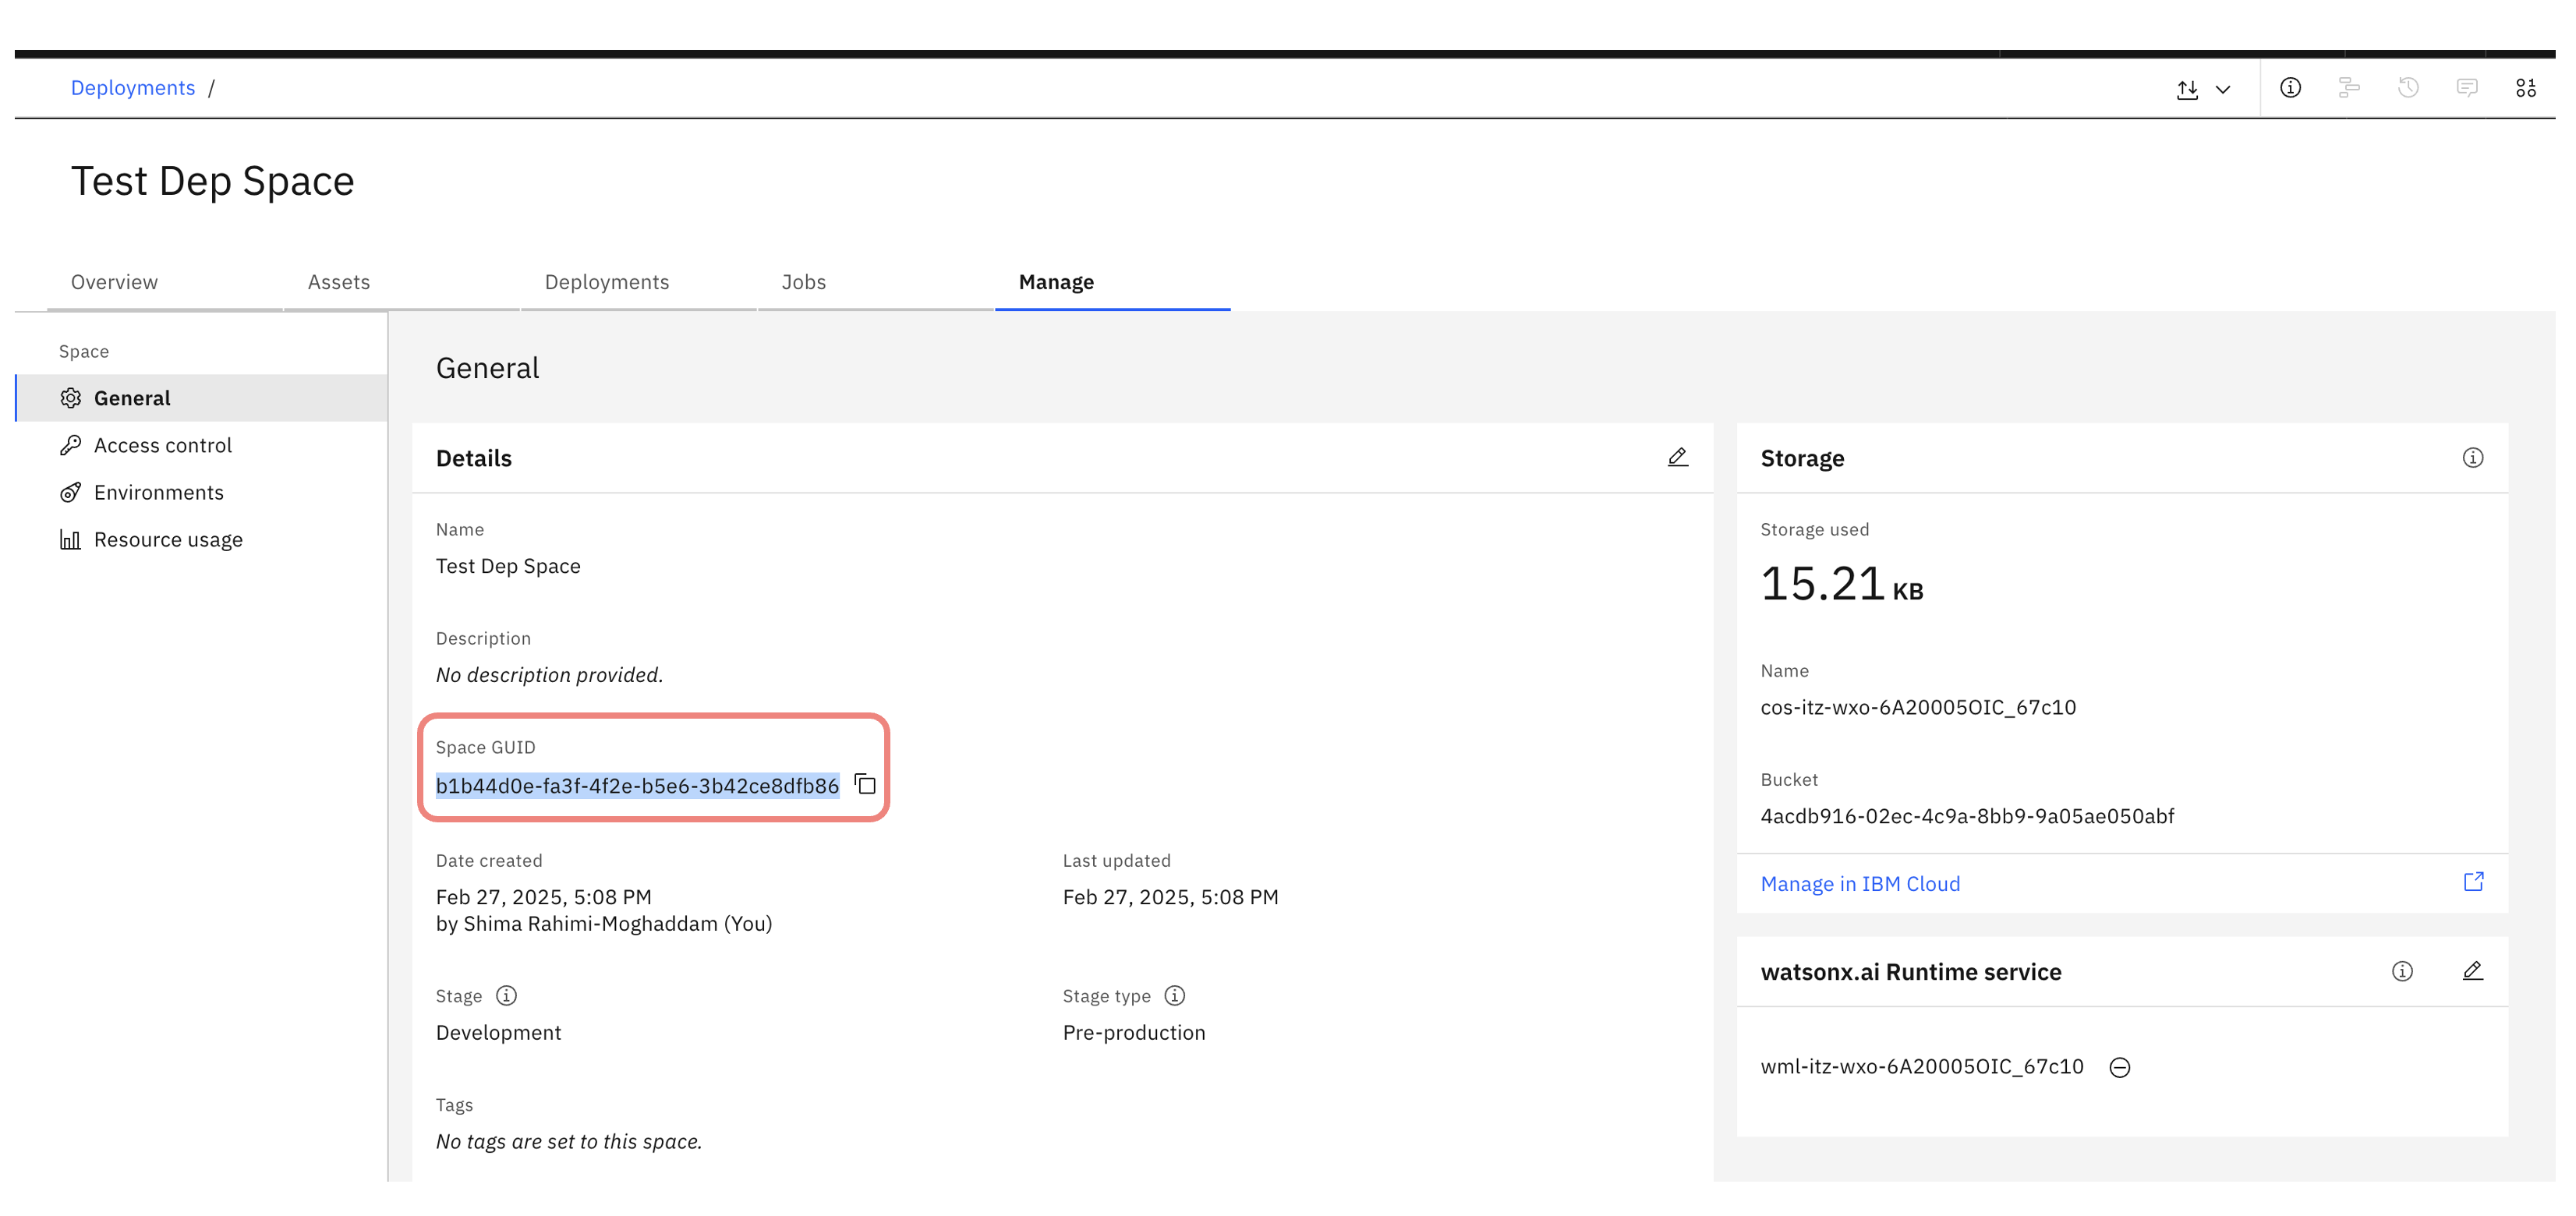 Deployments /
Test Dep Space
Overview
Assets
Deployments
Jobs
Manage
Space
General
Access control
Environments
Resource usage
General
Details
Name
Test Dep Space
Description
No description provided.
Space GUID
b1b44d0e-fa3f-4f2e-b5e6-3b42ce8dfb86
Date created
Feb 27, 2025, 5:08 PM
by Shima Rahimi-Moghaddam (You)
Last updated
Feb 27, 2025, 5:08 PM
Stage
Development
Stage type
Pre-production
Tags
No tags are set to this space.
Storage
Storage used
15.21 KB
Name
cos-itz-wxo-6A20005OIC_67c10
Bucket
4acdb916-02ec-4c9a-8bb9-9a05ae050abf
Manage in IBM Cloud
watsonx.ai Runtime service
wml-itz-wxo-6A20005OIC_67c10